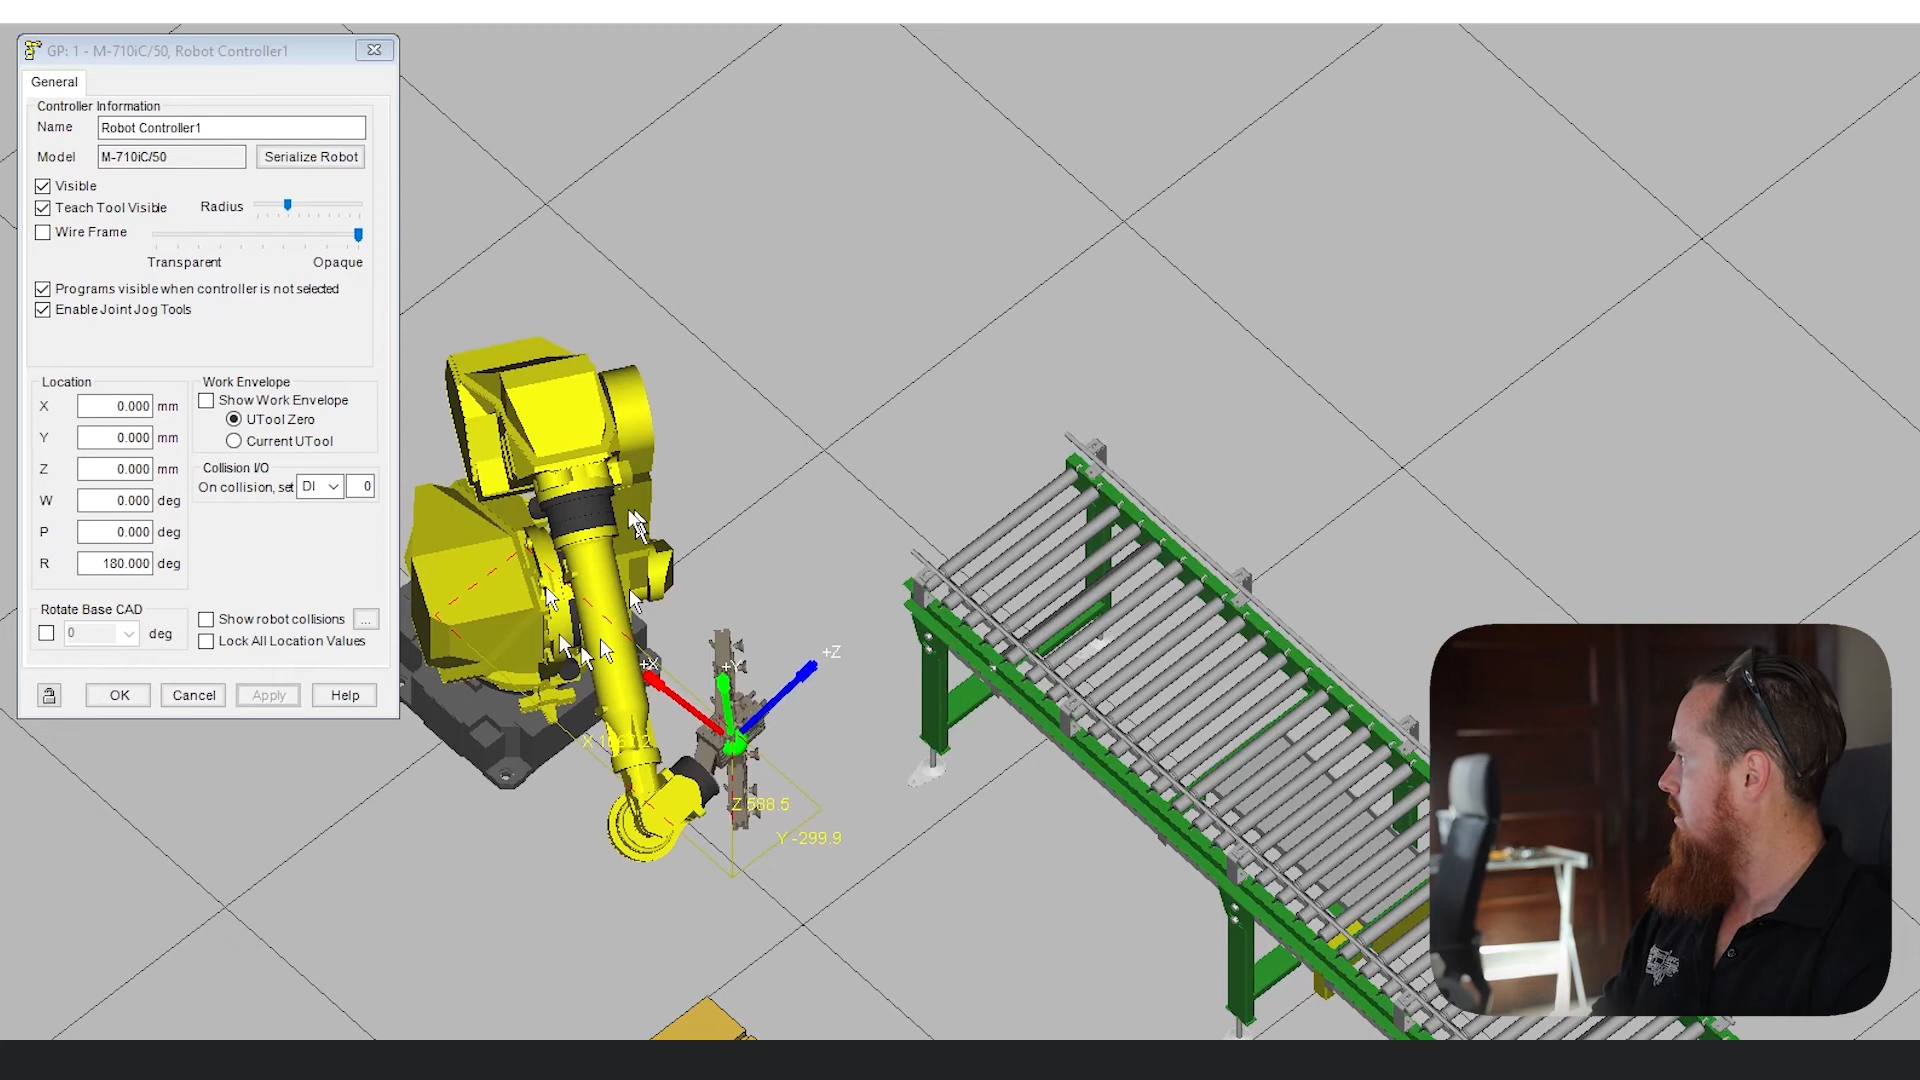 GP: 1 - M-710iC/50, Robot Controller1
General
Controller Information
Name Robot Controller1
Model M-710iC/50 Serialize Robot
Visible
Teach Tool Visible Radius
Wire Frame
Transparent Opaque
Programs visible when controller is not selected
Enable Joint Jog Tools
Location
X 0.000 mm
Y 0.000 mm
Z 0.000 mm
W 0.000 deg
P 0.000 deg
R 180.000 deg
Work Envelope
Show Work Envelope
UTool Zero
Current UTool
Collision I/O
On collision, set DI 0
Rotate Base CAD
0 deg
Show robot collisions ...
Lock All Location Values
OK Cancel Apply Help
+X
+Y
+Z
Z 588.5
Y -299.9